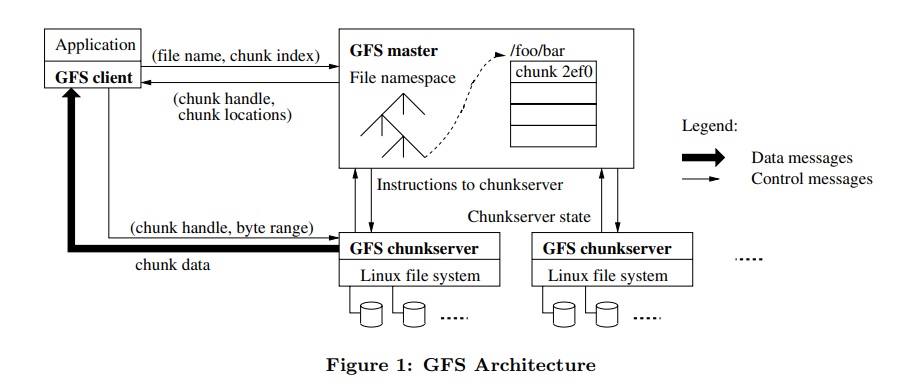 Application
GFS client
(file name, chunk index)
(chunk handle,
chunk locations)
GFS master
File namespace
/foo/bar
chunk 2ef0
Legend:
Data messages
Control messages
Instructions to chunkserver
Chunkserver state
(chunk handle, byte range)
chunk data
GFS chunkserver
Linux file system
GFS chunkserver
Linux file system
Figure 1: GFS Architecture